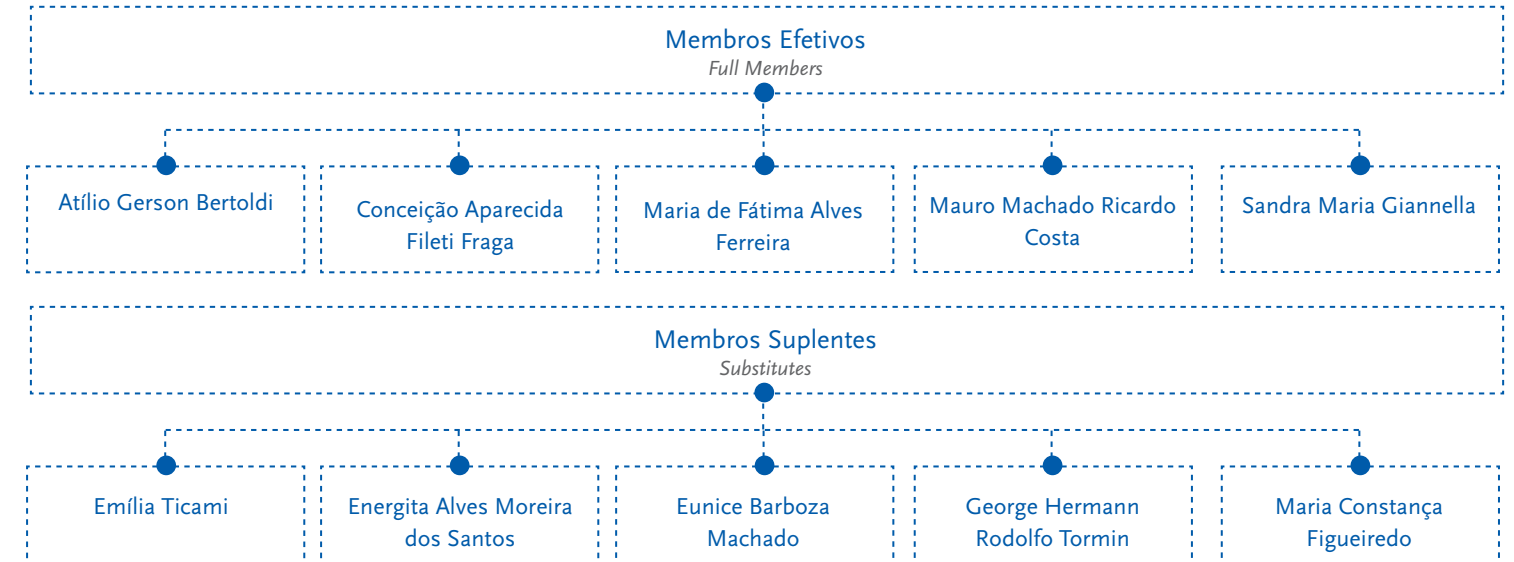 Membros Efetivos
Full Members
Atílio Gerson Bertoldi
Conceição Aparecida
Fileti Fraga
Maria de Fátima Alves
Ferreira
Mauro Machado Ricardo
Costa
Sandra Maria Giannella
Membros Suplentes
Substitutes
Emília Ticami
Energita Alves Moreira
dos Santos
Eunice Barboza
Machado
George Hermann
Rodolfo Tormin
Maria Constança
Figueiredo